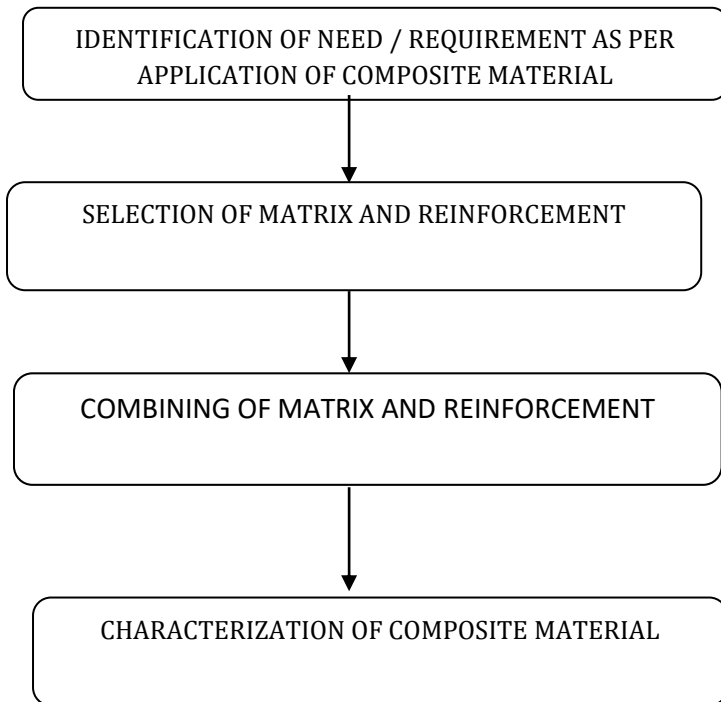 IDENTIFICATION OF NEED / REQUIREMENT AS PER
APPLICATION OF COMPOSITE MATERIAL
SELECTION OF MATRIX AND REINFORCEMENT
COMBINING OF MATRIX AND REINFORCEMENT
CHARACTERIZATION OF COMPOSITE MATERIAL